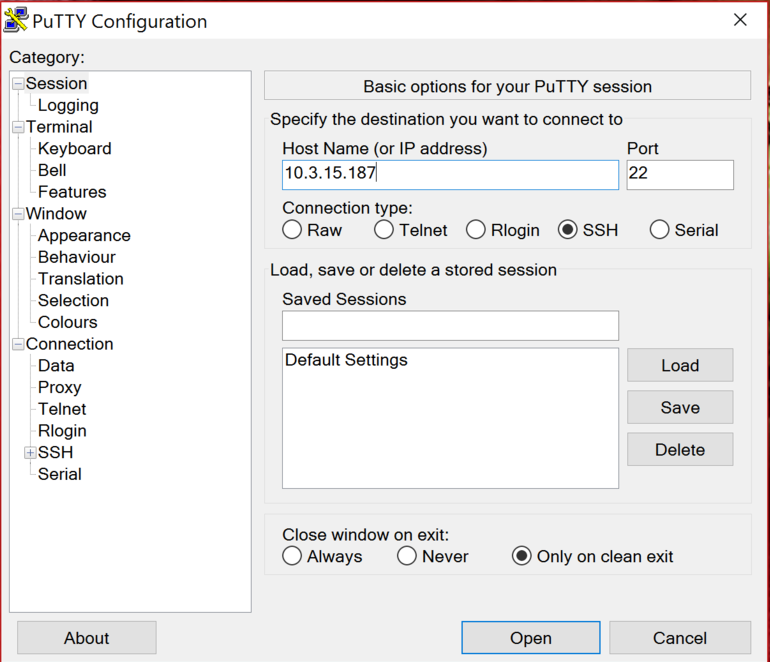 PuTTY Configuration
Category:
Session
Logging
Terminal
Keyboard
Bell
Features
Window
Appearance
Behaviour
Translation
Selection
Colours
Connection
Data
Proxy
Telnet
Rlogin
SSH
Serial
Basic options for your PuTTY session
Specify the destination you want to connect to
Host Name (or IP address) Port
10.3.15.187 22
Connection type:
Raw Telnet Rlogin SSH Serial
Load, save or delete a stored session
Saved Sessions
Default Settings
Load
Save
Delete
Close window on exit:
Always Never Only on clean exit
About Open Cancel